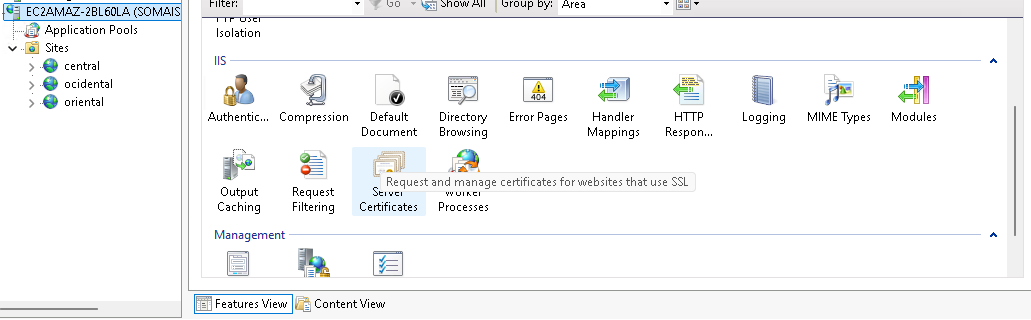 Filter:
Go
Show All
Group by:
Area
EC2AMAZ-2BL60LA (SOMAIS
Application Pools
Sites
central
ocidental
oriental
FTP User
Isolation
IIS
Authentic...
Compression
Default
Document
Directory
Browsing
Error Pages
404
Handler
Mappings
HTTP
Respon...
Logging
MIME Types
Modules
Output
Caching
Request
Filtering
Server
Certificates
Worker
Processes
Request and manage certificates for websites that use SSL
Management
Features View
Content View